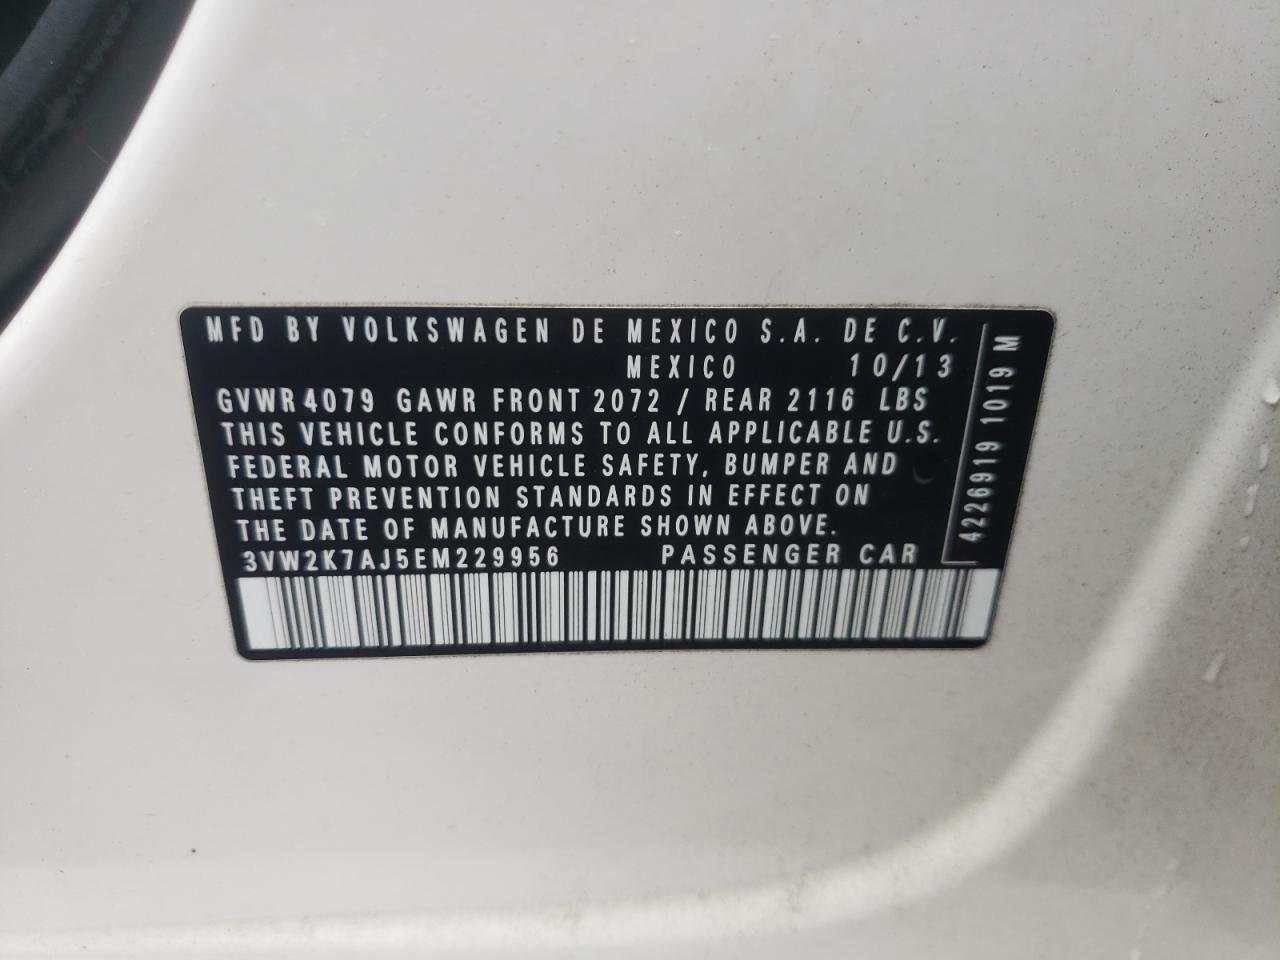 MFD BY VOLKSWAGEN DE MEXICO S.A. DE C.V.
MEXICO 10/13
GVWR 4079 GAWR FRONT 2072 / REAR 2116 LBS
THIS VEHICLE CONFORMS TO ALL APPLICABLE U.S.
FEDERAL MOTOR VEHICLE SAFETY, BUMPER AND
THEFT PREVENTION STANDARDS IN EFFECT ON
THE DATE OF MANUFACTURE SHOWN ABOVE.
3VW2K7AJ5EM229956 PASSENGER CAR
4226919 1019 M